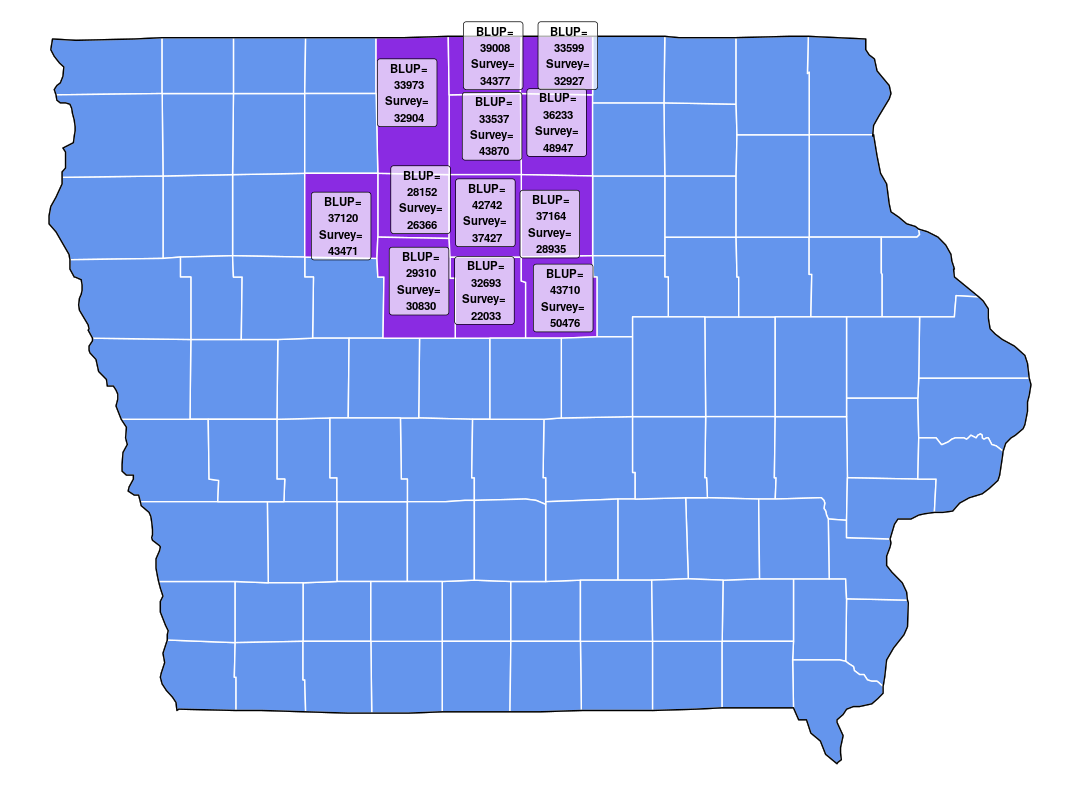 BLUP=
39008
Survey=
34377
BLUP=
33599
Survey=
32927
BLUP=
33973
Survey=
32904
BLUP=
33537
Survey=
43870
BLUP=
36233
Survey=
48947
BLUP=
28152
Survey=
26366
BLUP=
42742
Survey=
37427
BLUP=
37164
Survey=
28935
BLUP=
37120
Survey=
43471
BLUP=
29310
Survey=
30830
BLUP=
32693
Survey=
22033
BLUP=
43710
Survey=
50476